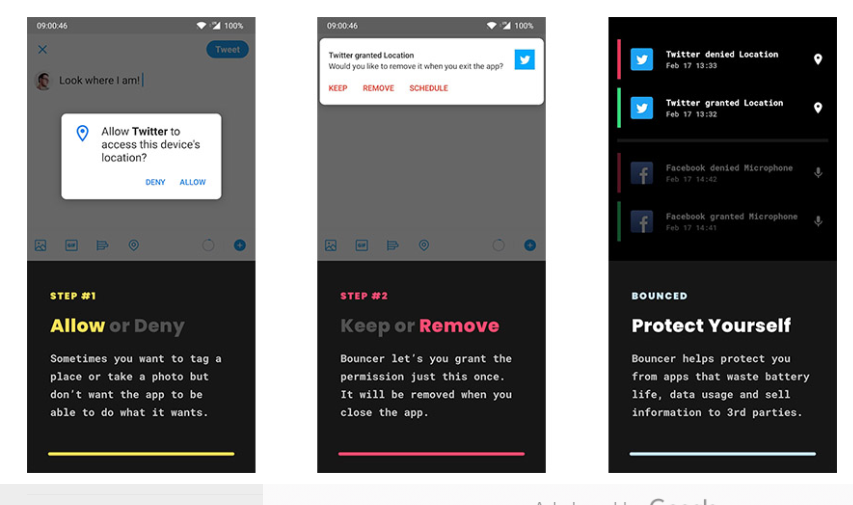 09:00:46
100%
Tweet
Look where I am!
Allow Twitter to
access this device's
location?
DENY ALLOW
GIF
STEP #1
Allow or Deny
Sometimes you want to tag a
place or take a photo but
don't want the app to be
able to do what it wants.
09:00:46
100%
Twitter granted Location
Would you like to remove it when you exit the app?
KEEP REMOVE SCHEDULE
GIF
STEP #2
Keep or Remove
Bouncer let's you grant the
permission just this once.
It will be removed when you
close the app.
Twitter denied Location
Feb 17 13:33
Twitter granted Location
Feb 17 13:32
Facebook denied Microphone
Feb 17 14:42
Facebook granted Microphone
Feb 17 14:41
BOUNCED
Protect Yourself
Bouncer helps protect you
from apps that waste battery
life, data usage and sell
information to 3rd parties.